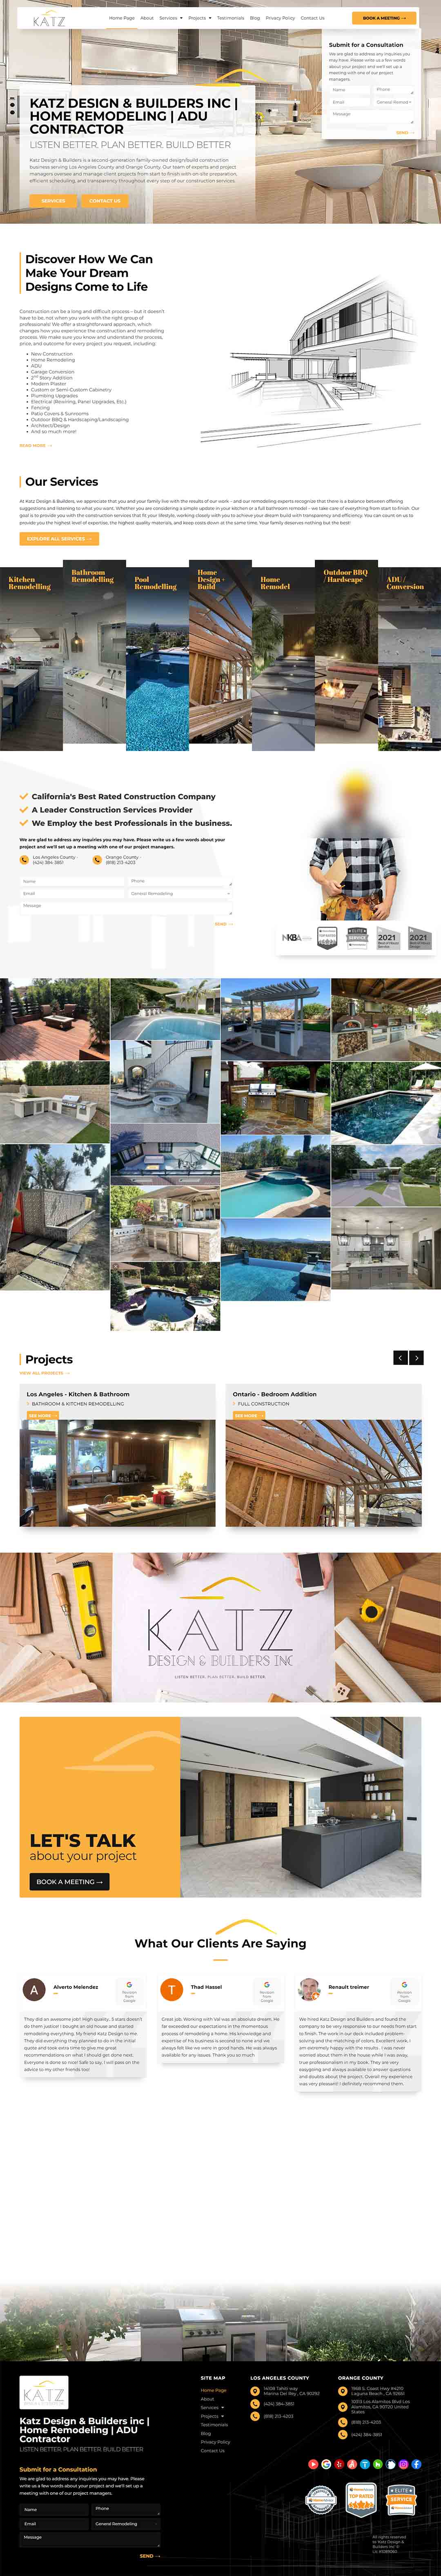 KATZ
Home Page About Services Projects Testimonials Blog Privacy Policy Contact Us
BOOK A MEETING →
Submit for a Consultation
We are glad to address any inquiries you
may have. Please write us a few words
about your project and we'll set up a
meeting with one of our project
managers.
Name Phone
Email General Remod
Message
SEND →
KATZ DESIGN & BUILDERS INC |
HOME REMODELING | ADU
CONTRACTOR
LISTEN BETTER. PLAN BETTER. BUILD BETTER
Katz Design & Builders is a second-generation family-owned design/build construction
business serving Los Angeles County and Orange County. Our team of experts and project
managers oversee and manage client projects from start to finish with on-site preparation,
efficient scheduling, and transparency throughout every step of our construction services.
SERVICES CONTACT US
Discover How We Can
Make Your Dream
Designs Come to Life
Construction can be a long and difficult process – but it doesn't
have to be, not when you work with the right group of
professionals! We offer a straightforward approach, which
changes how you experience the construction and remodeling
process. We make sure you know and understand the process,
price, and outcome for every project you request, including:
• New Construction
• Home Remodeling
• ADU
• Garage Conversion
• 2nd Story Addition
• Modern Plaster
• Custom or Semi-Custom Cabinetry
• Plumbing Upgrades
• Electrical (Rewiring, Panel Upgrades, Etc.)
• Fencing
• Patio Covers & Sunrooms
• Outdoor BBQ & Hardscaping/Landscaping
• Architect/Design
• And so much more!
READ MORE →
Our Services
At Katz Design & Builders, we appreciate that you and your family live with the results of our work - and our remodeling experts recognize that there is a balance between offering
suggestions and listening to what you want. Whether you are considering a simple update in your kitchen or a full bathroom remodel – we take care of everything from start to finish. Our
goal is to provide you with the construction services that fit your lifestyle, working closely with you to achieve your dream build with transparency and efficiency. You can count on us to
provide you the highest level of expertise, the highest quality materials, and keep costs down at the same time. Your family deserves nothing but the best!
EXPLORE ALL SERVICES →
Kitchen
Remodelling
Bathroom
Remodelling
Pool
Remodelling
Home
Design +
Build
Home
Remodel
Outdoor BBQ
/ Hardscape
ADU /
Conversion
California's Best Rated Construction Company
A Leader Construction Services Provider
We Employ the best Professionals in the business.
We are glad to address any inquiries you may have. Please write us a few words about your
project and we'll set up a meeting with one of our project managers.
Los Angeles County -
(424) 384-3851
Orange County -
(818) 213-4203
Name Phone
Email General Remodeling
Message
SEND →
NKBA
ELITE
SERVICE
2021
2021
Projects
VIEW ALL PROJECTS →
Los Angeles - Kitchen & Bathroom
BATHROOM & KITCHEN REMODELLING
SEE MORE
Ontario - Bedroom Addition
FULL CONSTRUCTION
SEE MORE
KATZ
DESIGN & BUILDERS INC
LISTEN BETTER. PLAN BETTER. BUILD BETTER.
LET'S TALK
about your project
BOOK A MEETING →
What Our Clients Are Saying
A
Alverto Melendez
Review
from
Google
They did an awesome job!! High quality.. 5 stars doesn't
do them justice! I bought an old house and started
remodeling everything. My friend Katz Design to me.
They did everything they planned to do in the time
quote and took extra time to give me great
recommendations on what I should get done next.
Everyone is done so nice! Safe to say, I will pass on the
advice to my other friends too!
T
Thad Hassel
Review
from
Google
Great job. Working with Val was an absolute dream. He
far exceeded our expectations in the momentous
process of remodeling a home. His knowledge and
expertise of his business is second to none and we
always felt like we were in good hands. He was always
available for any issues. Thank you so much
Renault treimer
Review
from
Google
We hired Katz Design and Builders and found the
company to be very responsive to our needs from start
to finish. The work in our deck included problem
solving and the matching of colors. Excellent work. I
am extremely happy with the results. I was never
worried about them in the house while I was away,
true professionalism in my book. They are very
easygoing and always available to answer questions
and doubts about the project. Overall my experience
was very pleasant! I definitely recommend them.
KATZ
Katz Design & Builders inc |
Home Remodeling | ADU
Contractor
LISTEN BETTER. PLAN BETTER. BUILD BETTER
Submit for a Consultation
We are glad to address any inquiries you may have. Please
write us a few words about your project and we'll set up a
meeting with one of our project managers.
Name Phone
Email General Remodeling
Message
SEND →
SITE MAP
Home Page
About
Services
Projects
Testimonials
Blog
Privacy Policy
Contact Us
LOS ANGELES COUNTY
14108 Tahiti way
Marina Del Rey , CA 90292
(424) 384-3851
(818) 213-4203
ORANGE COUNTY
1968 S. Coast Hwy #4210
Laguna Beach , CA 92651
10313 Los Alamitos Blvd Los
Alamitos, CA 90720 United
States
(818) 213-4203
(424) 384-3851
TOP RATED
ELITE
SERVICE
All rights reserved